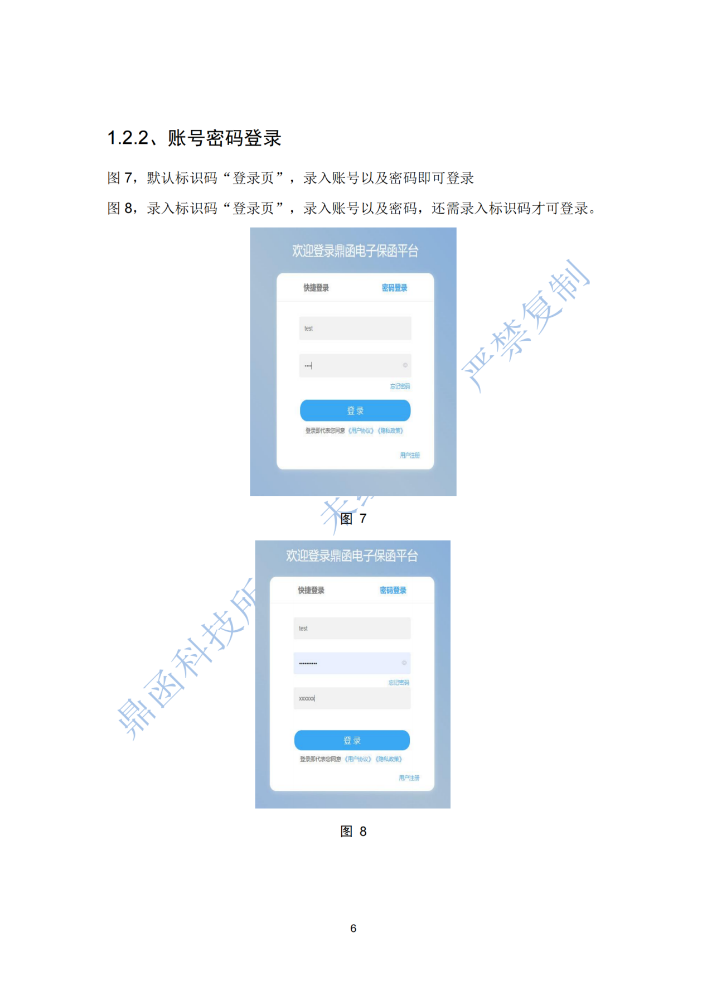 1.2.2、账号密码登录
图 7，默认标识码“登录页”，录入账号以及密码即可登录
图 8，录入标识码“登录页”，录入账号以及密码，还需录入标识码才可登录。
欢迎登录鼎函电子保函平台
快捷登录 密码登录
test
••••
忘记密码
登 录
登录即代表您同意《用户协议》《隐私政策》
用户注册
图 7
欢迎登录鼎函电子保函平台
快捷登录 密码登录
test
••••••••••
忘记密码
xxxxxx
登 录
登录即代表您同意《用户协议》《隐私政策》
用户注册
图 8
鼎函科技所
未
严禁复制
6